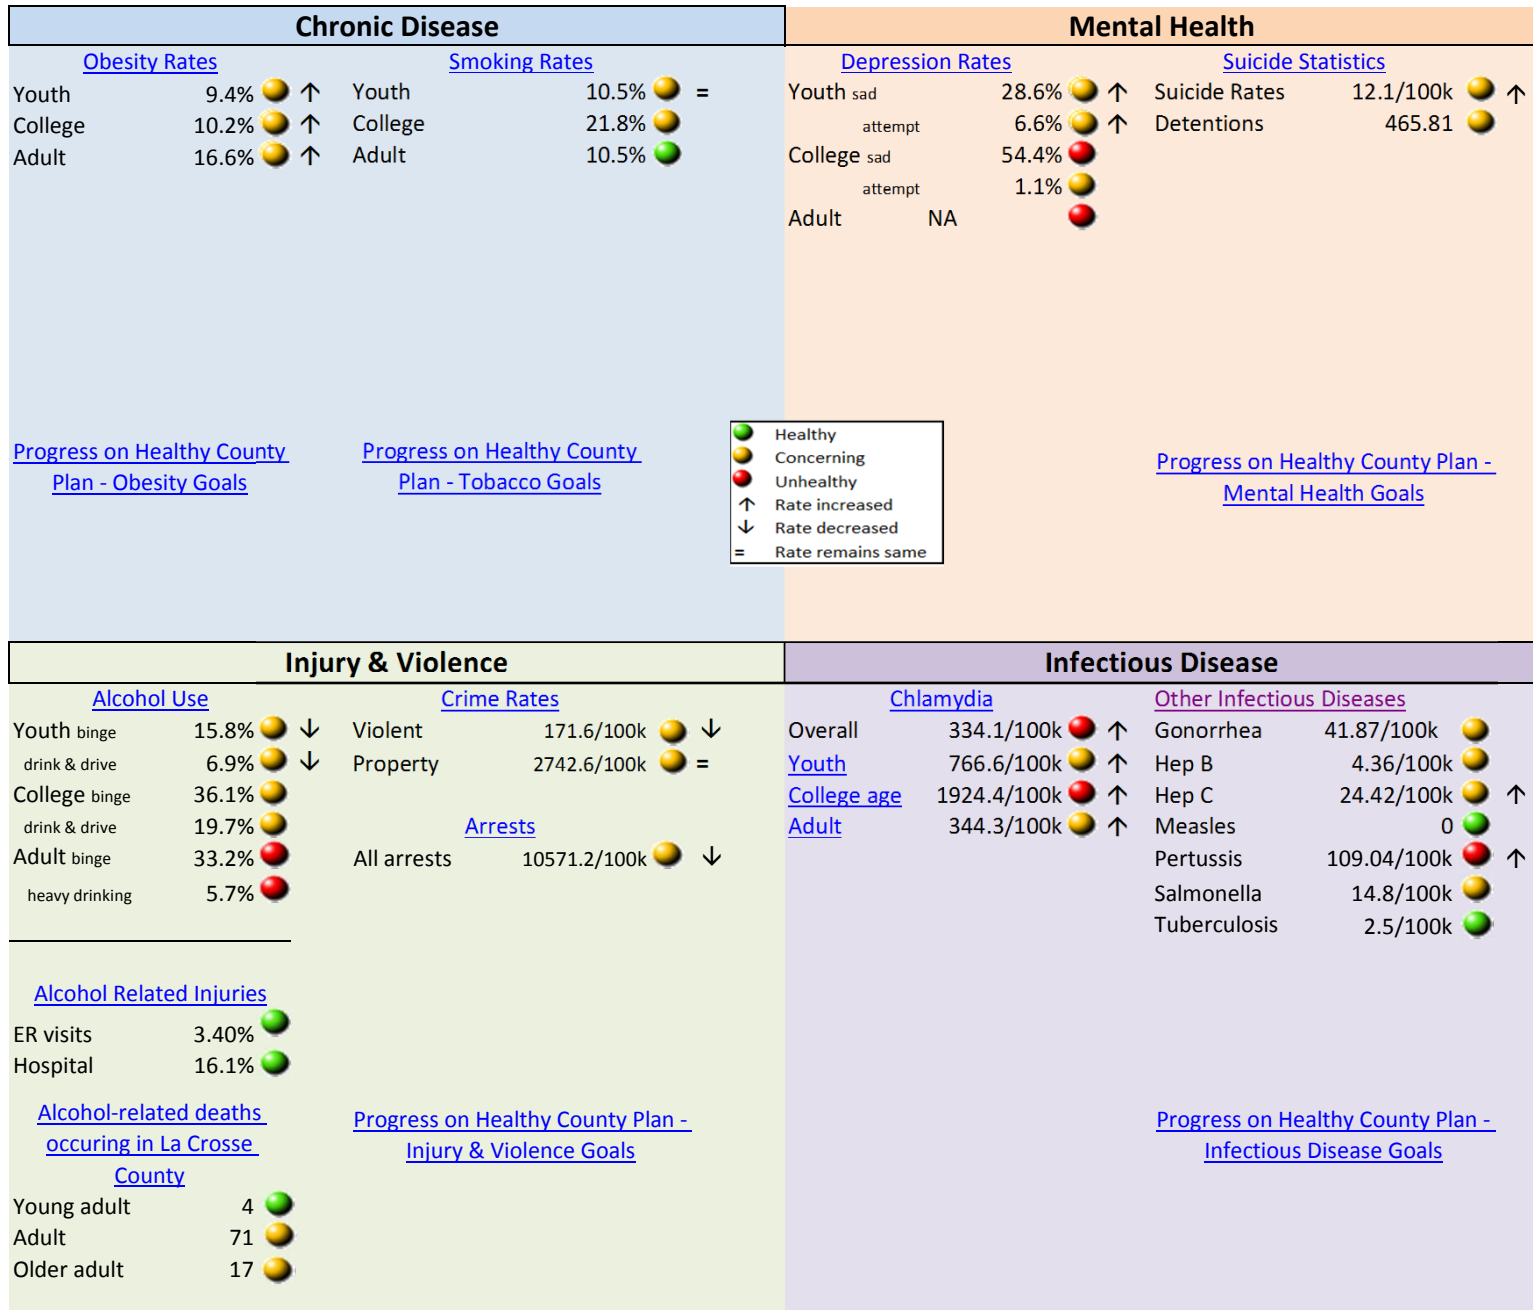 Chronic Disease
Obesity Rates
Youth 9.4% ↑
College 10.2% ↑
Adult 16.6% ↑
Smoking Rates
Youth 10.5% =
College 21.8%
Adult 10.5%
Progress on Healthy County
Plan - Obesity Goals
Progress on Healthy County
Plan - Tobacco Goals
Mental Health
Depression Rates
Youth sad 28.6% ↑
attempt 6.6% ↑
College sad 54.4%
attempt 1.1%
Adult NA
Suicide Statistics
Suicide Rates 12.1/100k ↑
Detentions 465.81
Progress on Healthy County Plan -
Mental Health Goals
Healthy
Concerning
Unhealthy
↑ Rate increased
↓ Rate decreased
= Rate remains same
Injury & Violence
Alcohol Use
Youth binge 15.8% ↓
drink & drive 6.9% ↓
College binge 36.1%
drink & drive 19.7%
Adult binge 33.2%
heavy drinking 5.7%
Alcohol Related Injuries
ER visits 3.40%
Hospital 16.1%
Alcohol-related deaths
occuring in La Crosse
County
Young adult 4
Adult 71
Older adult 17
Crime Rates
Violent 171.6/100k ↓
Property 2742.6/100k =
Arrests
All arrests 10571.2/100k ↓
Progress on Healthy County Plan -
Injury & Violence Goals
Infectious Disease
Chlamydia
Overall 334.1/100k ↑
Youth 766.6/100k ↑
College age 1924.4/100k ↑
Adult 344.3/100k ↑
Other Infectious Diseases
Gonorrhea 41.87/100k
Hep B 4.36/100k
Hep C 24.42/100k ↑
Measles 0
Pertussis 109.04/100k ↑
Salmonella 14.8/100k
Tuberculosis 2.5/100k
Progress on Healthy County Plan -
Infectious Disease Goals